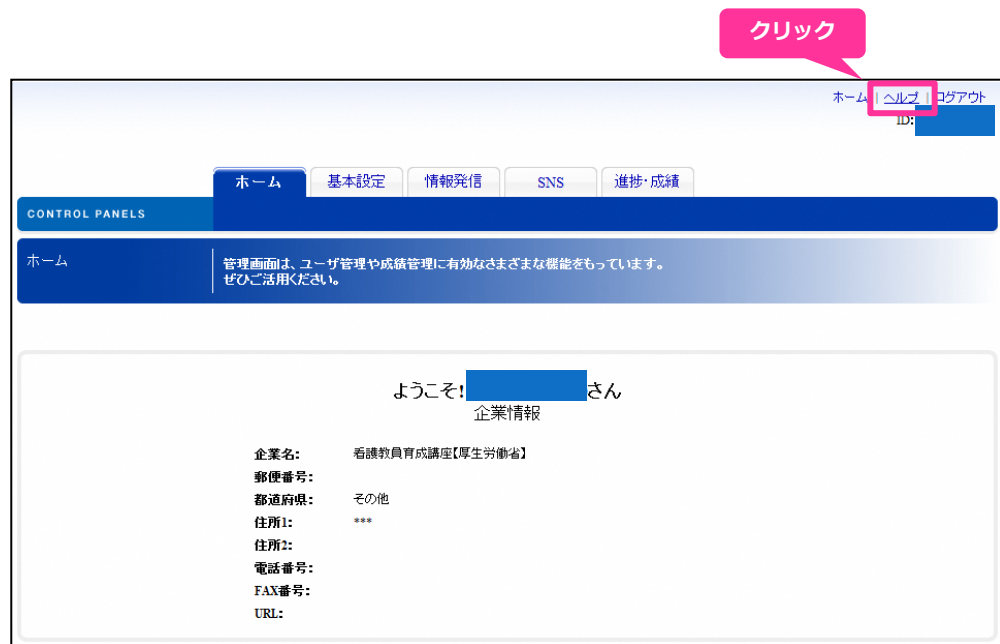 クリック
ホーム | ヘルプ | ログアウト
ID:
ホーム 基本設定 情報発信 SNS 進捗・成績
CONTROL PANELS
ホーム
管理画面は、ユーザ管理や成績管理に有効なさまざまな機能をもっています。
ぜひご活用ください。
ようこそ! さん
企業情報
企業名: 看護教員育成講座【厚生労働省】
郵便番号:
都道府県: その他
住所1: ***
住所2:
電話番号:
FAX番号:
URL: